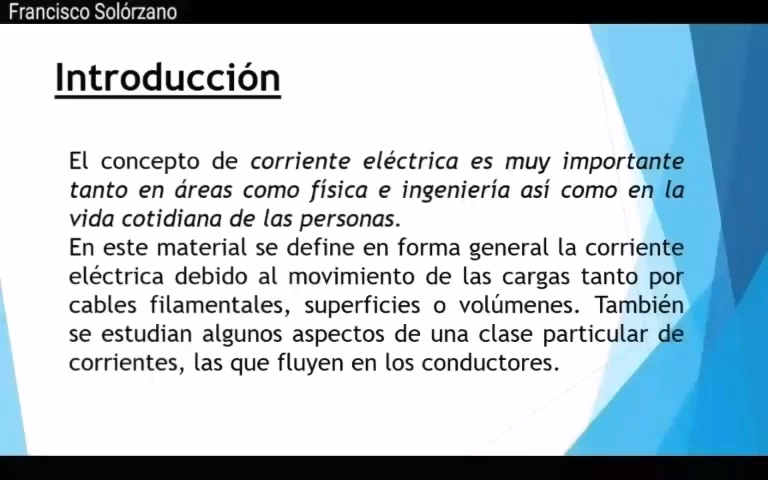 Francisco Solórzano
Introducción
El concepto de corriente eléctrica es muy importante
tanto en áreas como física e ingeniería así como en la
vida cotidiana de las personas.
En este material se define en forma general la corriente
eléctrica debido al movimiento de las cargas tanto por
cables filamentales, superficies o volúmenes. También
se estudian algunos aspectos de una clase particular de
corrientes, las que fluyen en los conductores.